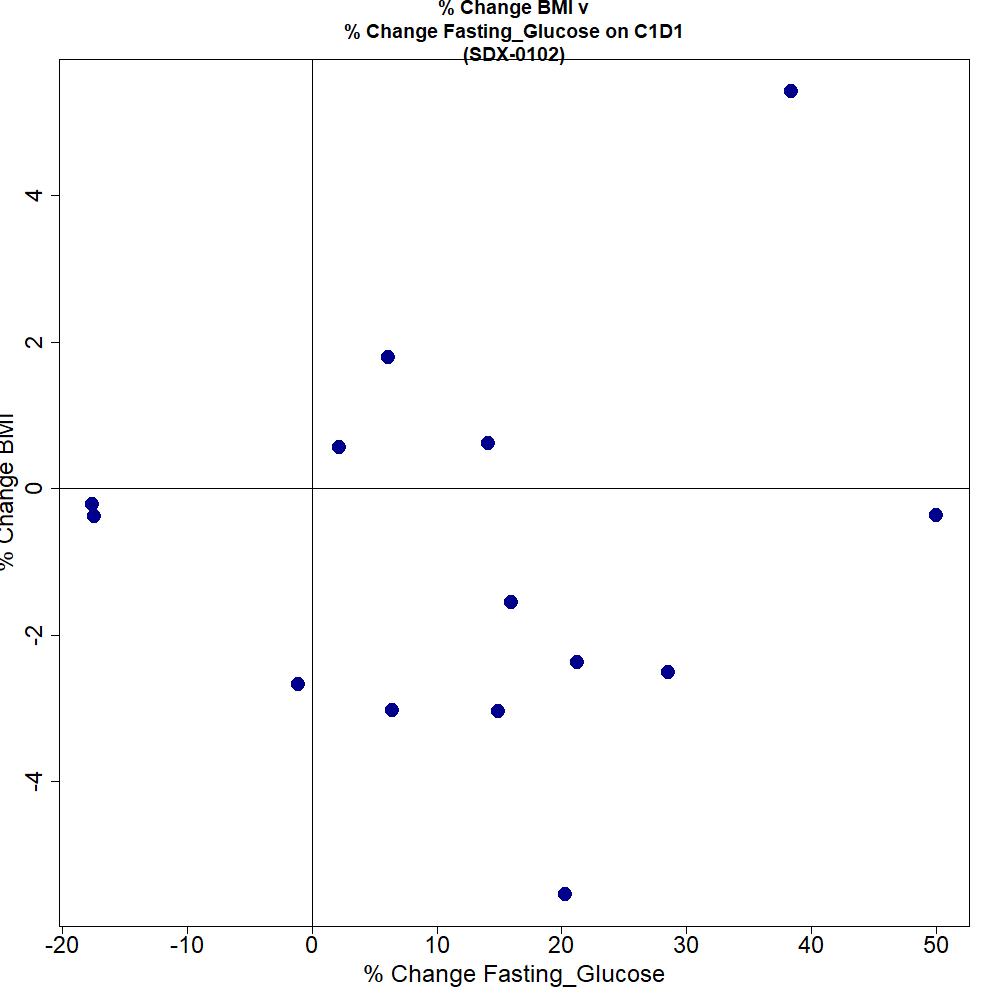 % Change BMI v
% Change Fasting_Glucose on C1D1
(SDX-0102)
4
2
0
-2
-4
% Change BMI
-20 -10 0 10 20 30 40 50
% Change Fasting_Glucose